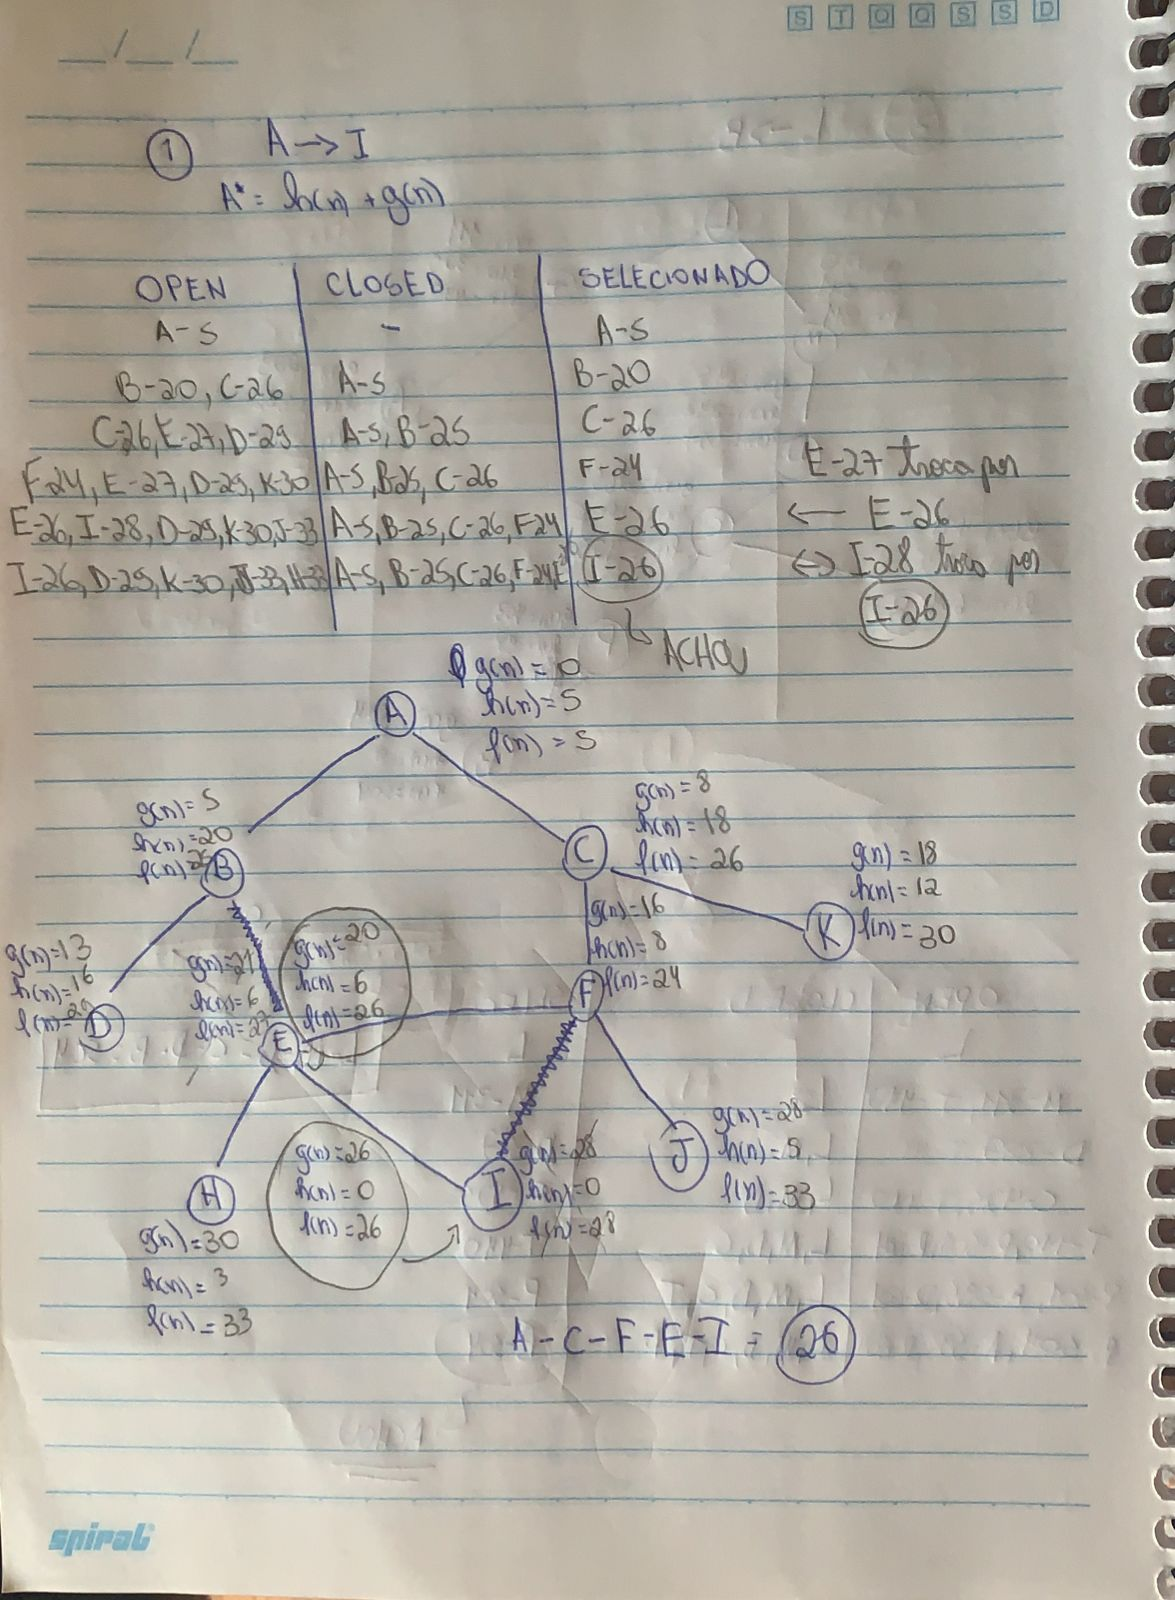 S T Q Q S S D
__/__/__
1 A → I
A* = h(n) + g(n)
OPEN CLOSED SELECIONADO
A-5 - A-5
B-20, C-26 A-5 B-20
C-26, E-27, D-29 A-5, B-25 C-26
F-24, E-27, D-29, K-30 A-5, B-25, C-26 F-24 E-27 troca por
E-26, I-28, D-29, K-30, J-33 A-5, B-25, C-26, F-24 E-26 ← E-26
I-26, D-29, K-30, J-33, H-33 A-5, B-25, C-26, F-24, E I-26 ↔ I-28 troca por
I-26
ACHOU
g(n) = 0
A h(n) = 5
f(n) = 5
g(n) = 5 g(n) = 8
h(n) = 20 h(n) = 18
f(n) = 25 B C f(n) = 26
g(n) = 18
h(n) = 12
K f(n) = 30
g(n) = 16
h(n) = 8
F f(n) = 24
g(n) = 13
h(n) = 16
f(n) = 29 D
g(n) = 21
h(n) = 6
f(n) = 27
g(n) = 20
h(n) = 6
f(n) = 26
E
g(n) = 26
h(n) = 0
f(n) = 26
I
g(n) = 28
h(n) = 0
f(n) = 28
J g(n) = 28
h(n) = 5
f(n) = 33
H
g(n) = 30
h(n) = 3
f(n) = 33
A - C - F - E - I = 26
spiral